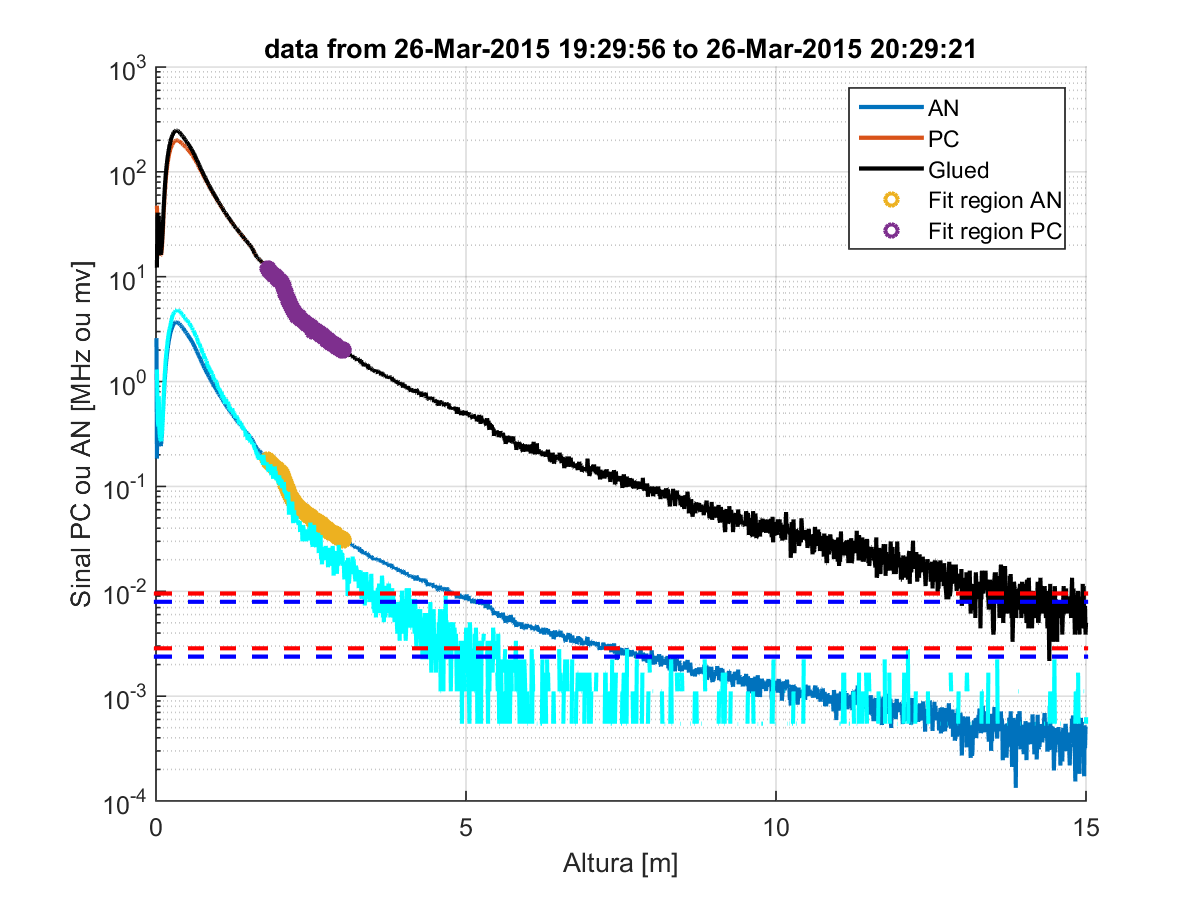 data from 26-Mar-2015 19:29:56 to 26-Mar-2015 20:29:21
Sinal PC ou AN [MHz ou mv]
10^3
10^2
10^1
10^0
10^-1
10^-2
10^-3
10^-4
AN
PC
Glued
Fit region AN
Fit region PC
0 5 10 15
Altura [m]